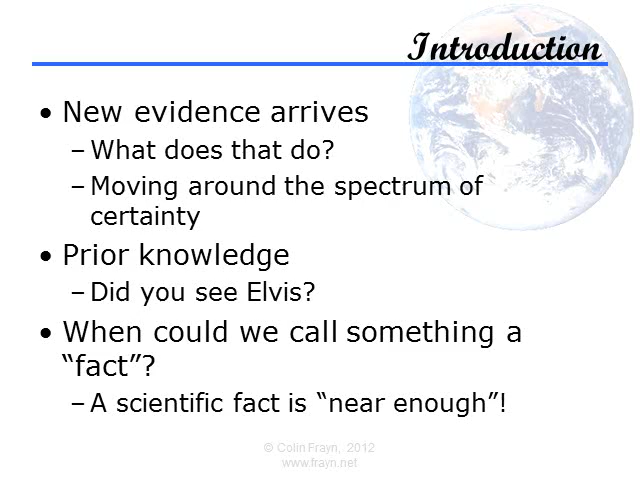 Introduction
• New evidence arrives
– What does that do?
– Moving around the spectrum of
certainty
• Prior knowledge
– Did you see Elvis?
• When could we call something a
“fact”?
– A scientific fact is “near enough”!
© Colin Frayn, 2012
www.frayn.net